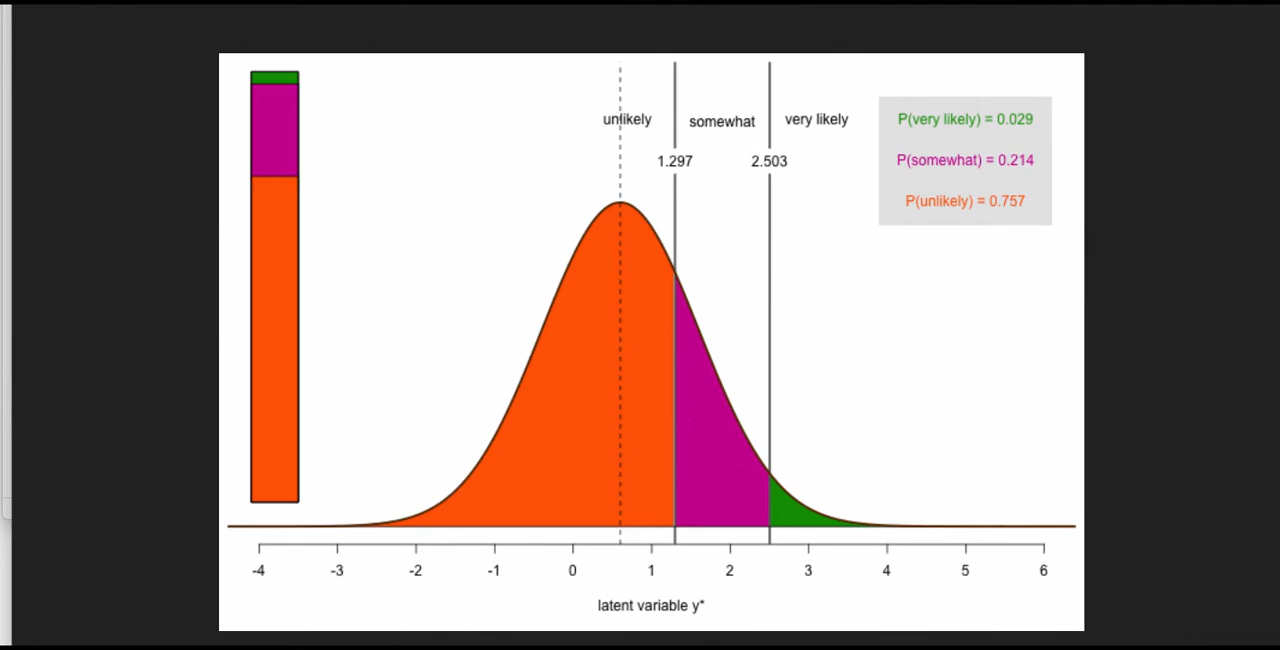 unlikely
somewhat
very likely
1.297
2.503
P(very likely) = 0.029
P(somewhat) = 0.214
P(unlikely) = 0.757
-4 -3 -2 -1 0 1 2 3 4 5 6
latent variable y*